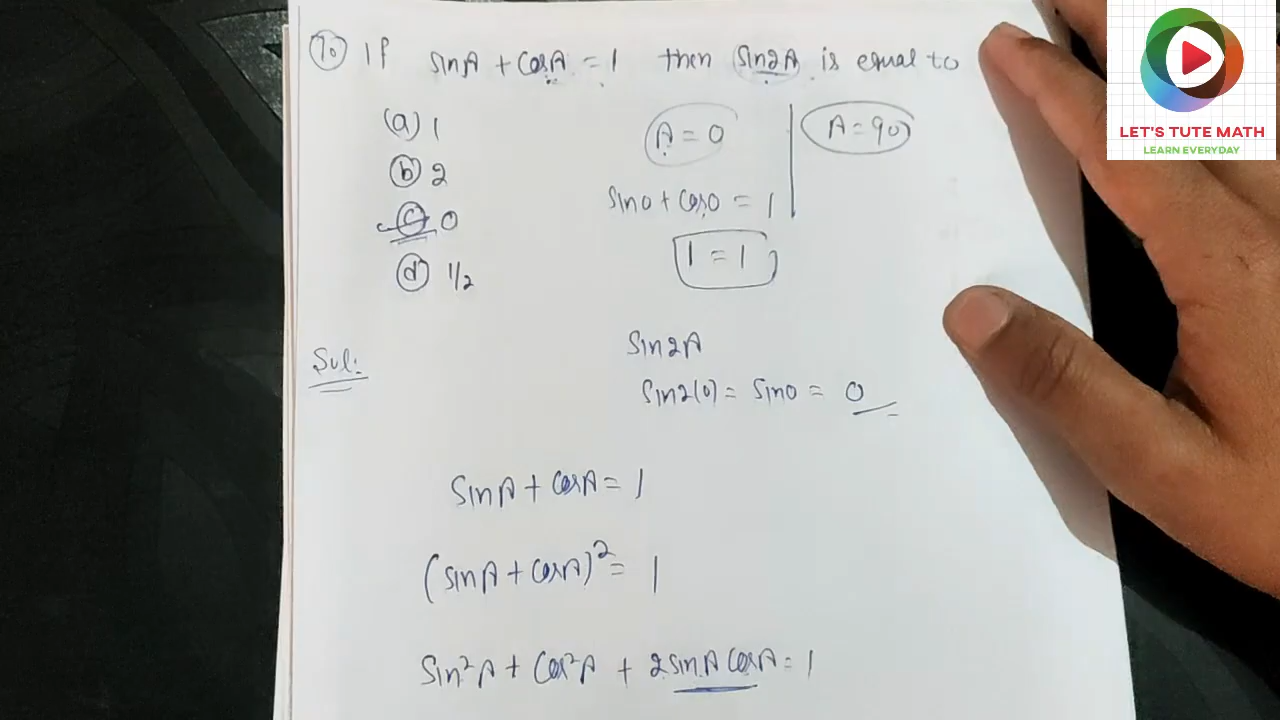 70 If sinA + cosA = 1 then sin2A is equal to
(a) 1
(b) 2
(c) 0
(d) 1/2
A = 0
A = 90
sin0 + cos0 = 1
1 = 1
Sol:
sin2A
sin2(0) = sin0 = 0
sinA + cosA = 1
(sinA + cosA)² = 1
sin²A + cos²A + 2sinA cosA = 1
LET'S TUTE MATH
LEARN EVERYDAY